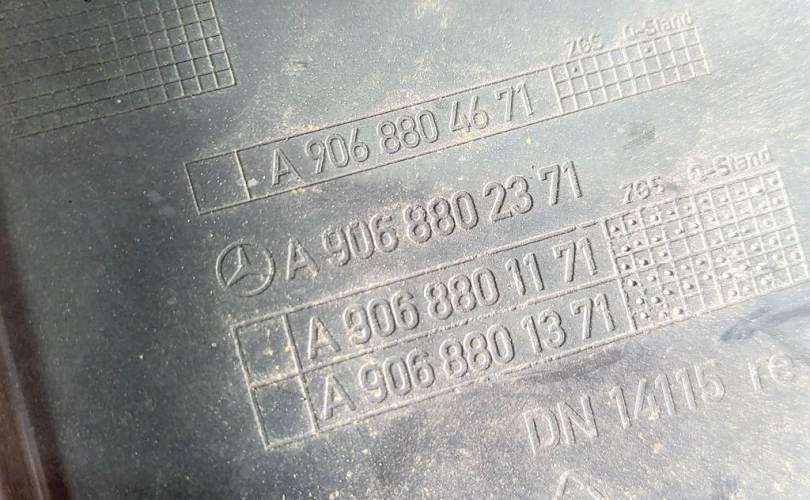 ZGS Q-Stand
A 906 880 46 71
ZGS Q-Stand
A 906 880 23 71
A 906 880 11 71
A 906 880 13 71
DN 14115 re